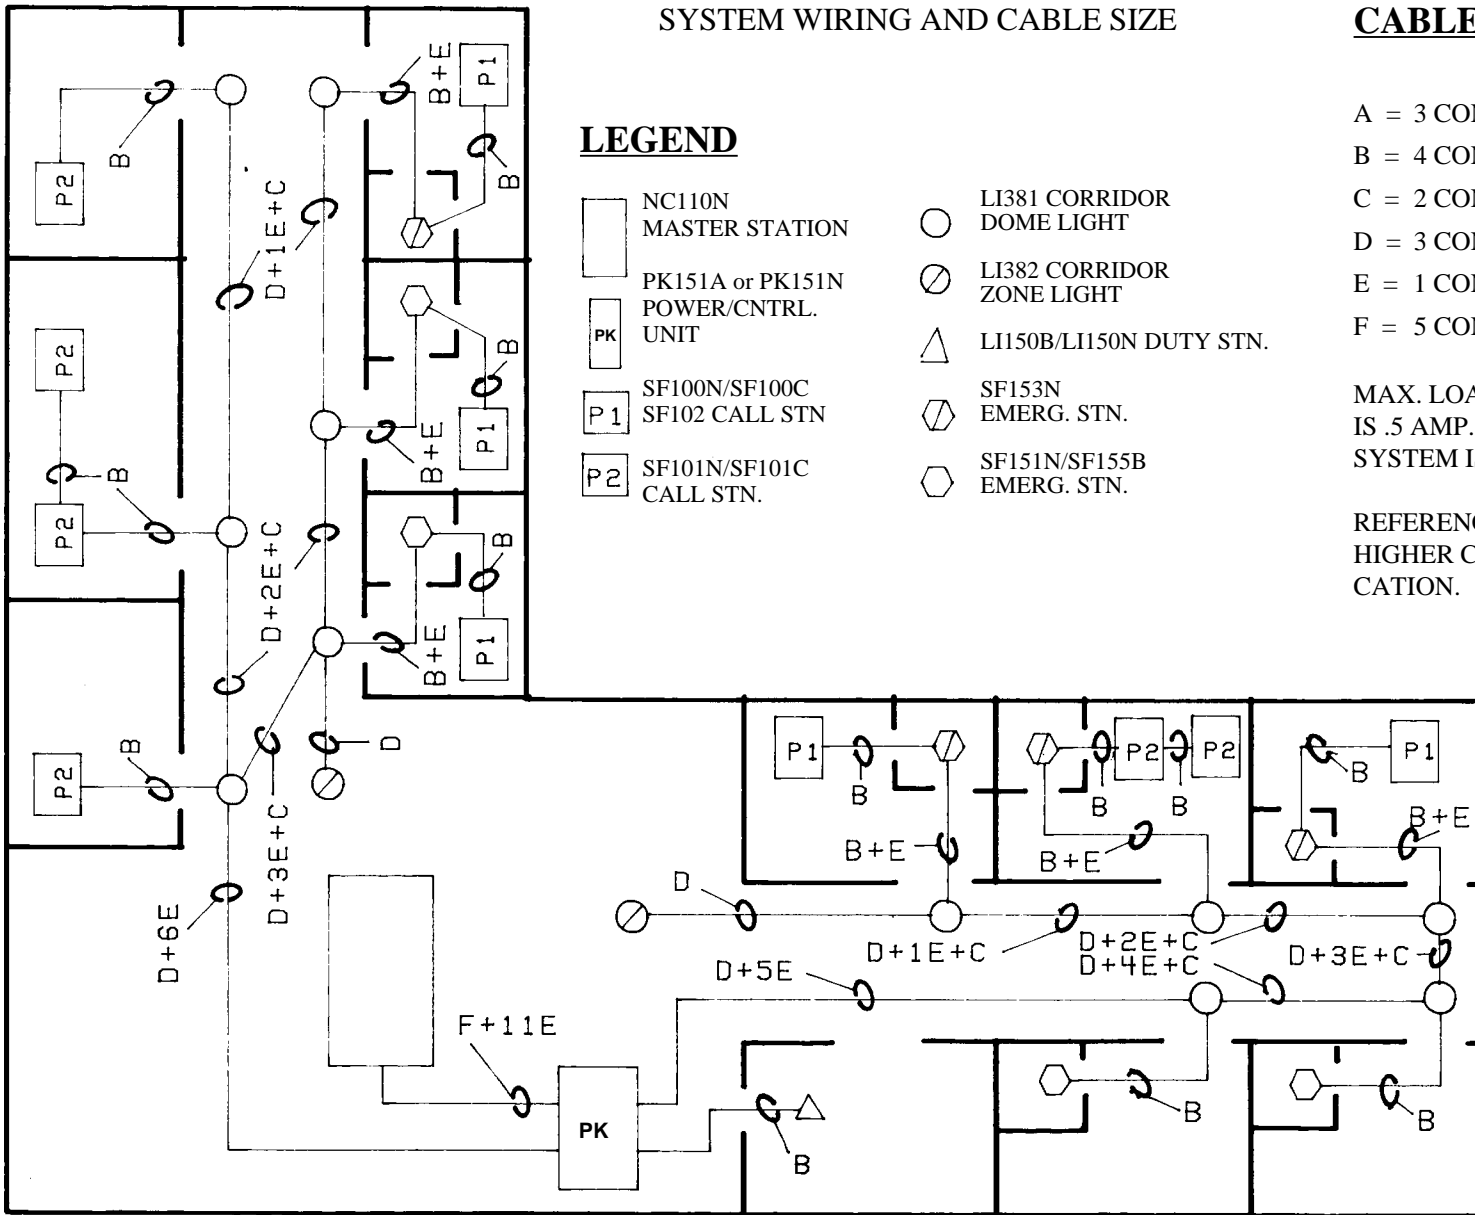 SYSTEM WIRING AND CABLE SIZE
LEGEND
NC110N
MASTER STATION
PK151A or PK151N
POWER/CNTRL.
UNIT
PK
SF100N/SF100C
SF102 CALL STN
P1
SF101N/SF101C
CALL STN.
P2
LI381 CORRIDOR
DOME LIGHT
LI382 CORRIDOR
ZONE LIGHT
LI150B/LI150N DUTY STN.
SF153N
EMERG. STN.
SF151N/SF155B
EMERG. STN.
CABLE
A = 3 CO
B = 4 CO
C = 2 CO
D = 3 CO
E = 1 CO
F = 5 CO
MAX. LOA
IS .5 AMP.
SYSTEM I
REFEREN
HIGHER C
CATION.
P2
B
B+E
P1
B
D+1E+C
P2
B
P2
B
P1
B+E
D+2E+C
B
P1
B+E
P2
B
D
D+3E+C
D+6E
P1
B
P2
P2
B
B
B
P1
B+E
B+E
B+E
D
D+1E+C
D+2E+C
D+4E+C
D+3E+C
D+5E
F+11E
PK
B
B
B